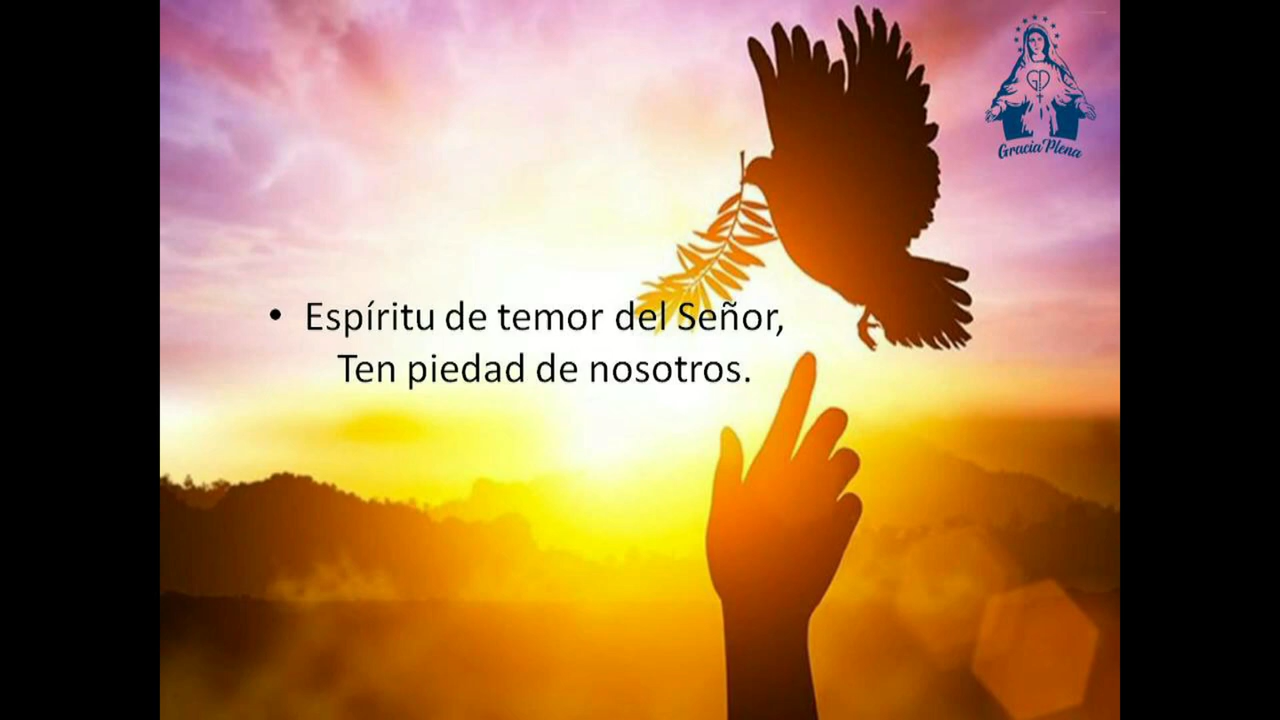 Gracia Plena
• Espíritu de temor del Señor,
Ten piedad de nosotros.